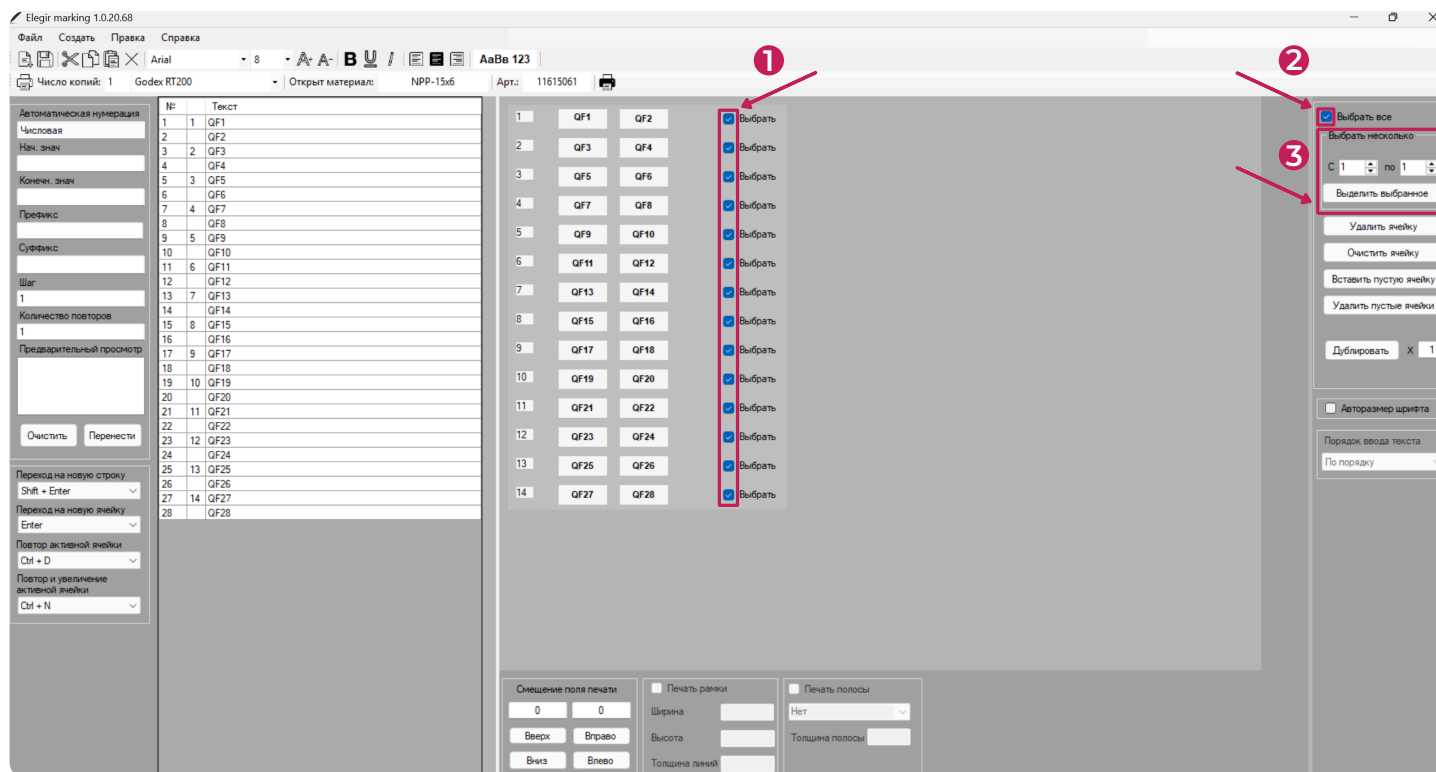 Elegir marking 1.0.20.68
Файл Создать Правка Справка
Arial 8 A+ A- B U I AaBв 123
Число копий: 1 Godex RT200 Открыт материал: NPP-15x6 Арт.: 11615061
1
2
3
Автоматическая нумерация
Числовая
Нач. знач
Конечн. знач
Префикс
Суффикс
Шаг
1
Количество повторов
1
Предварительный просмотр
Очистить Перенести
Переход на новую строку
Shift + Enter
Переход на новую ячейку
Enter
Повтор активной ячейки
Ctrl + D
Повтор и увеличение
активной ячейки
Ctrl + N
№ Текст
1 1 QF1
2 QF2
3 2 QF3
4 QF4
5 3 QF5
6 QF6
7 4 QF7
8 QF8
9 5 QF9
10 QF10
11 6 QF11
12 QF12
13 7 QF13
14 QF14
15 8 QF15
16 QF16
17 9 QF17
18 QF18
19 10 QF19
20 QF20
21 11 QF21
22 QF22
23 12 QF23
24 QF24
25 13 QF25
26 QF26
27 14 QF27
28 QF28
1 QF1 QF2 Выбрать
2 QF3 QF4 Выбрать
3 QF5 QF6 Выбрать
4 QF7 QF8 Выбрать
5 QF9 QF10 Выбрать
6 QF11 QF12 Выбрать
7 QF13 QF14 Выбрать
8 QF15 QF16 Выбрать
9 QF17 QF18 Выбрать
10 QF19 QF20 Выбрать
11 QF21 QF22 Выбрать
12 QF23 QF24 Выбрать
13 QF25 QF26 Выбрать
14 QF27 QF28 Выбрать
Смещение поля печати
0 0
Вверх Вправо
Вниз Влево
Печать рамки
Ширина
Высота
Толщина линий
Печать полосы
Нет
Толщина полосы
Выбрать все
Выбрать несколько
С 1 по 1
Выделить выбранное
Удалить ячейку
Очистить ячейку
Вставить пустую ячейку
Удалить пустые ячейки
Дублировать X 1
Авторазмер шрифта
Порядок ввода текста
По порядку